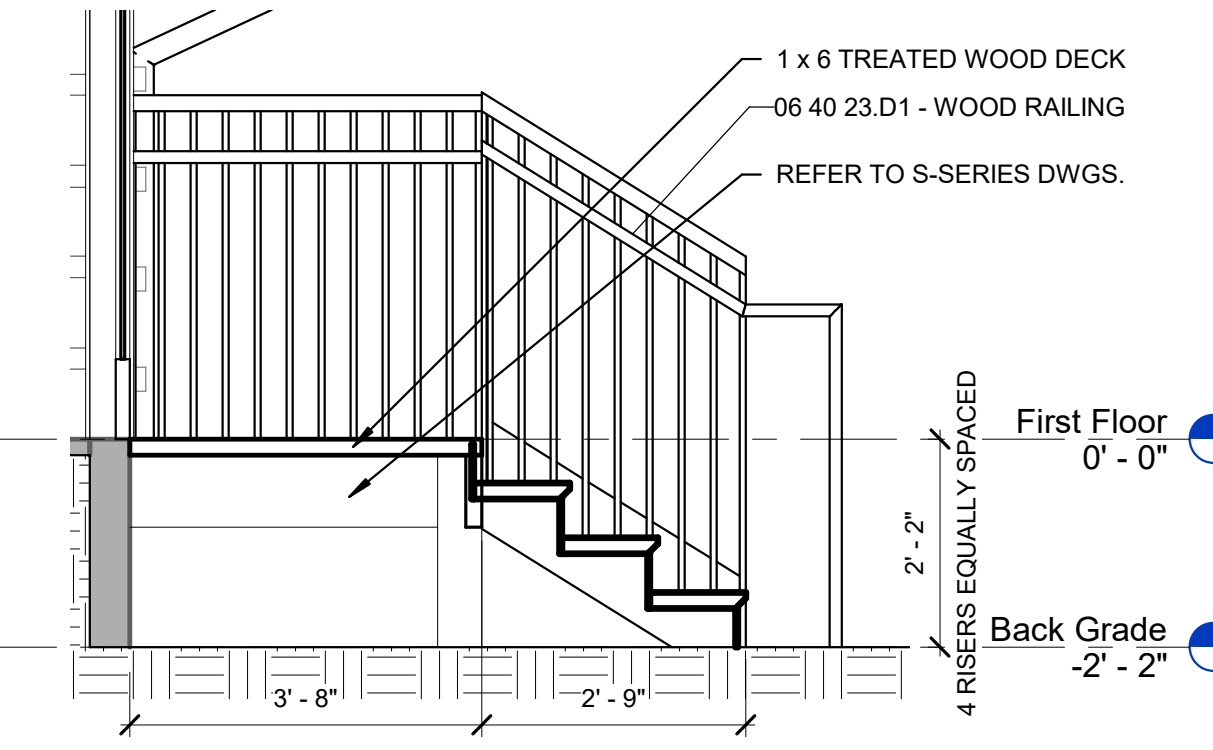 1 x 6 TREATED WOOD DECK
06 40 23.D1 - WOOD RAILING
REFER TO S-SERIES DWGS.
First Floor
0' - 0"
2' - 2"
4 RISERS EQUALLY SPACED
Back Grade
-2' - 2"
3' - 8"
2' - 9"